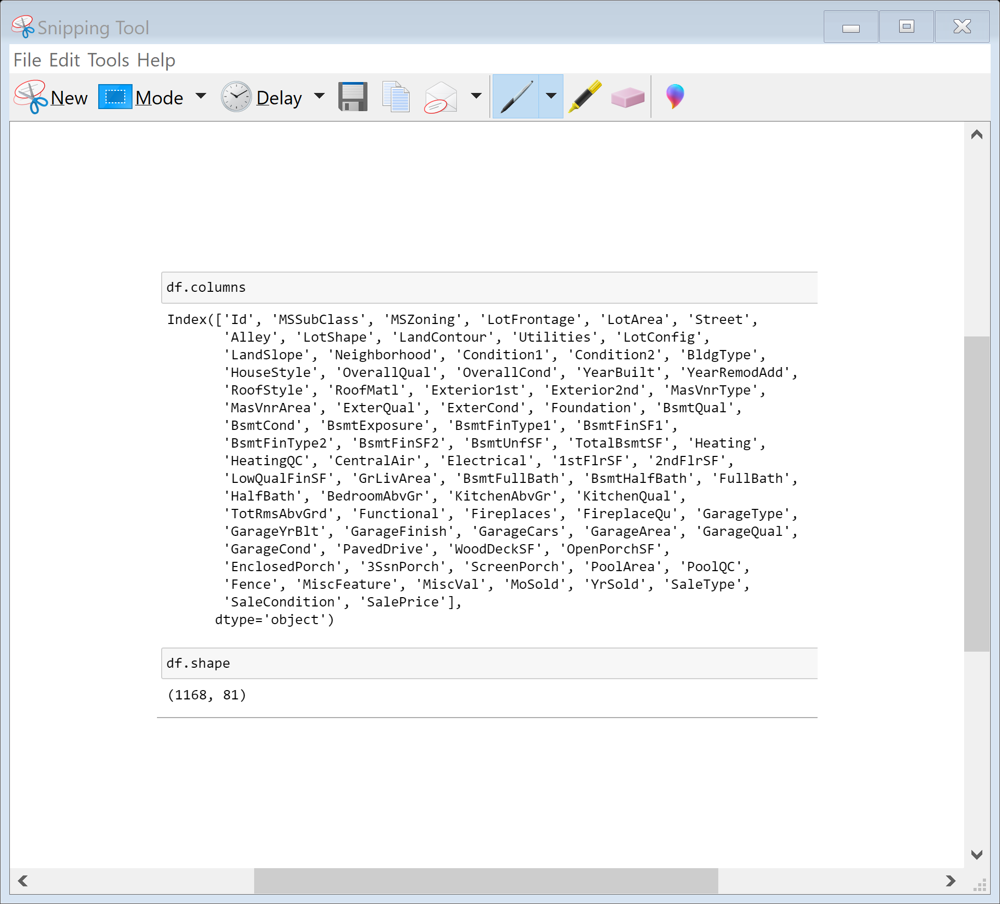 Snipping Tool
File Edit Tools Help
New Mode Delay
df.columns
Index(['Id', 'MSSubClass', 'MSZoning', 'LotFrontage', 'LotArea', 'Street',
'Alley', 'LotShape', 'LandContour', 'Utilities', 'LotConfig',
'LandSlope', 'Neighborhood', 'Condition1', 'Condition2', 'BldgType',
'HouseStyle', 'OverallQual', 'OverallCond', 'YearBuilt', 'YearRemodAdd',
'RoofStyle', 'RoofMatl', 'Exterior1st', 'Exterior2nd', 'MasVnrType',
'MasVnrArea', 'ExterQual', 'ExterCond', 'Foundation', 'BsmtQual',
'BsmtCond', 'BsmtExposure', 'BsmtFinType1', 'BsmtFinSF1',
'BsmtFinType2', 'BsmtFinSF2', 'BsmtUnfSF', 'TotalBsmtSF', 'Heating',
'HeatingQC', 'CentralAir', 'Electrical', '1stFlrSF', '2ndFlrSF',
'LowQualFinSF', 'GrLivArea', 'BsmtFullBath', 'BsmtHalfBath', 'FullBath',
'HalfBath', 'BedroomAbvGr', 'KitchenAbvGr', 'KitchenQual',
'TotRmsAbvGrd', 'Functional', 'Fireplaces', 'FireplaceQu', 'GarageType',
'GarageYrBlt', 'GarageFinish', 'GarageCars', 'GarageArea', 'GarageQual',
'GarageCond', 'PavedDrive', 'WoodDeckSF', 'OpenPorchSF',
'EnclosedPorch', '3SsnPorch', 'ScreenPorch', 'PoolArea', 'PoolQC',
'Fence', 'MiscFeature', 'MiscVal', 'MoSold', 'YrSold', 'SaleType',
'SaleCondition', 'SalePrice'],
dtype='object')
df.shape
(1168, 81)